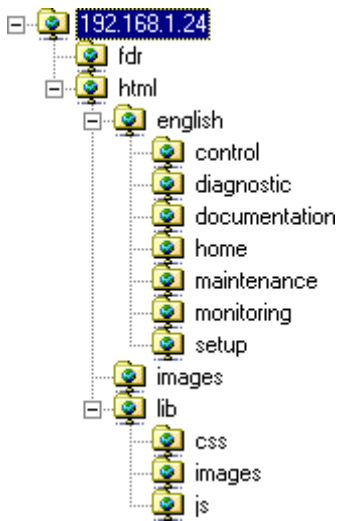 192.168.1.24
fdr
html
english
control
diagnostic
documentation
home
maintenance
monitoring
setup
images
lib
css
images
js